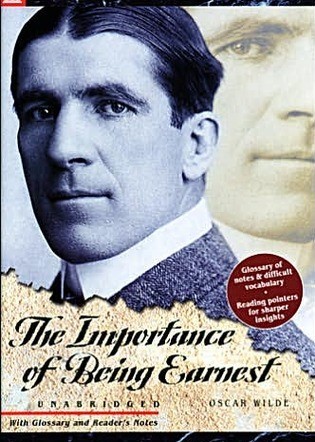 Glossary of
notes & difficult
vocabulary
•
Reading pointers
for sharper
insights
The Importance
of Being Earnest
UNABRIDGED
OSCAR WILDE
With Glossary and Reader's Notes